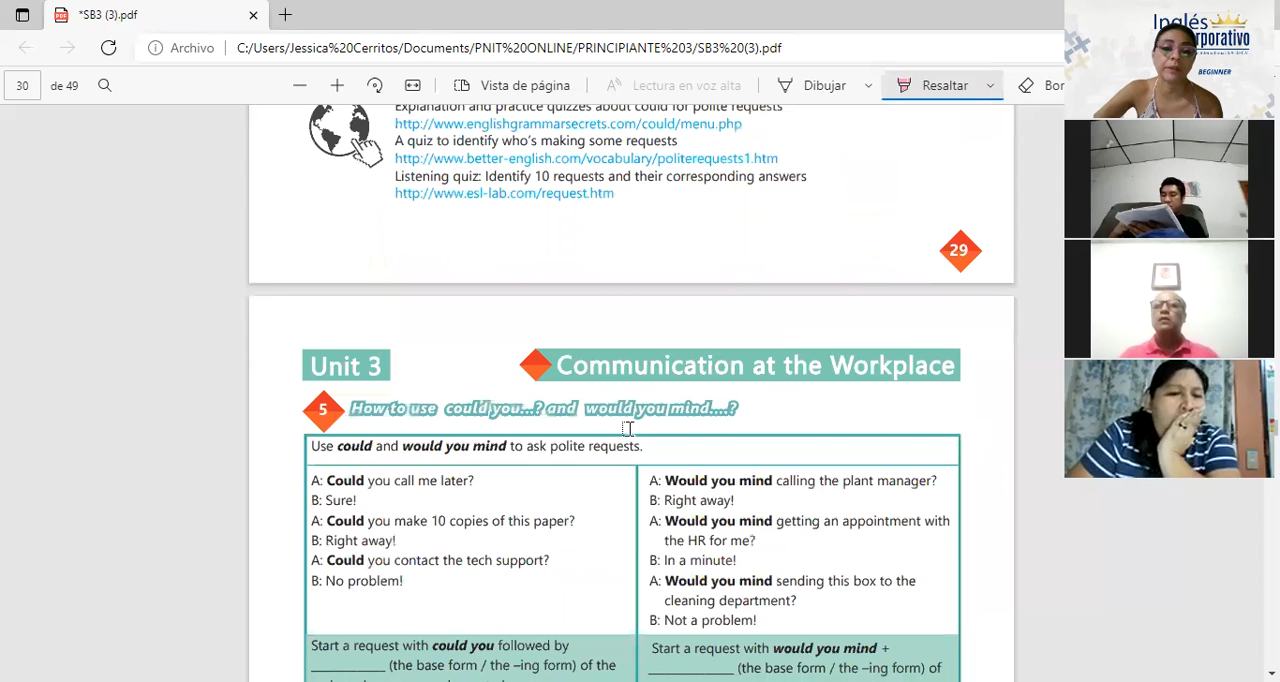 *SB3 (3).pdf
Archivo
C:/Users/Jessica%20Cerritos/Documents/PNIT%20ONLINE/PRINCIPIANTE%203/SB3%20(3).pdf
30 de 49
Vista de página
Lectura en voz alta
Dibujar
Resaltar
Bor
Inglés
rporativo
BEGINNER
Explanation and practice quizzes about could for polite requests
http://www.englishgrammarsecrets.com/could/menu.php
A quiz to identify who's making some requests
http://www.better-english.com/vocabulary/politerequests1.htm
Listening quiz: Identify 10 requests and their corresponding answers
http://www.esl-lab.com/request.htm
29
Unit 3
Communication at the Workplace
5 How to use could you...? and would you mind....?
Use could and would you mind to ask polite requests.
A: Could you call me later?
B: Sure!
A: Could you make 10 copies of this paper?
B: Right away!
A: Could you contact the tech support?
B: No problem!
A: Would you mind calling the plant manager?
B: Right away!
A: Would you mind getting an appointment with
the HR for me?
B: In a minute!
A: Would you mind sending this box to the
cleaning department?
B: Not a problem!
Start a request with could you followed by
___________ (the base form / the –ing form) of the
Start a request with would you mind +
_____________ (the base form / the –ing form) of